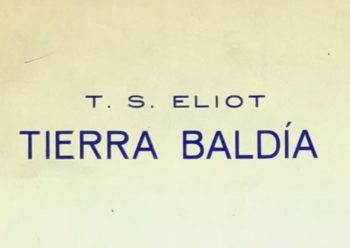 T. S. ELIOT
TIERRA BALDÍA